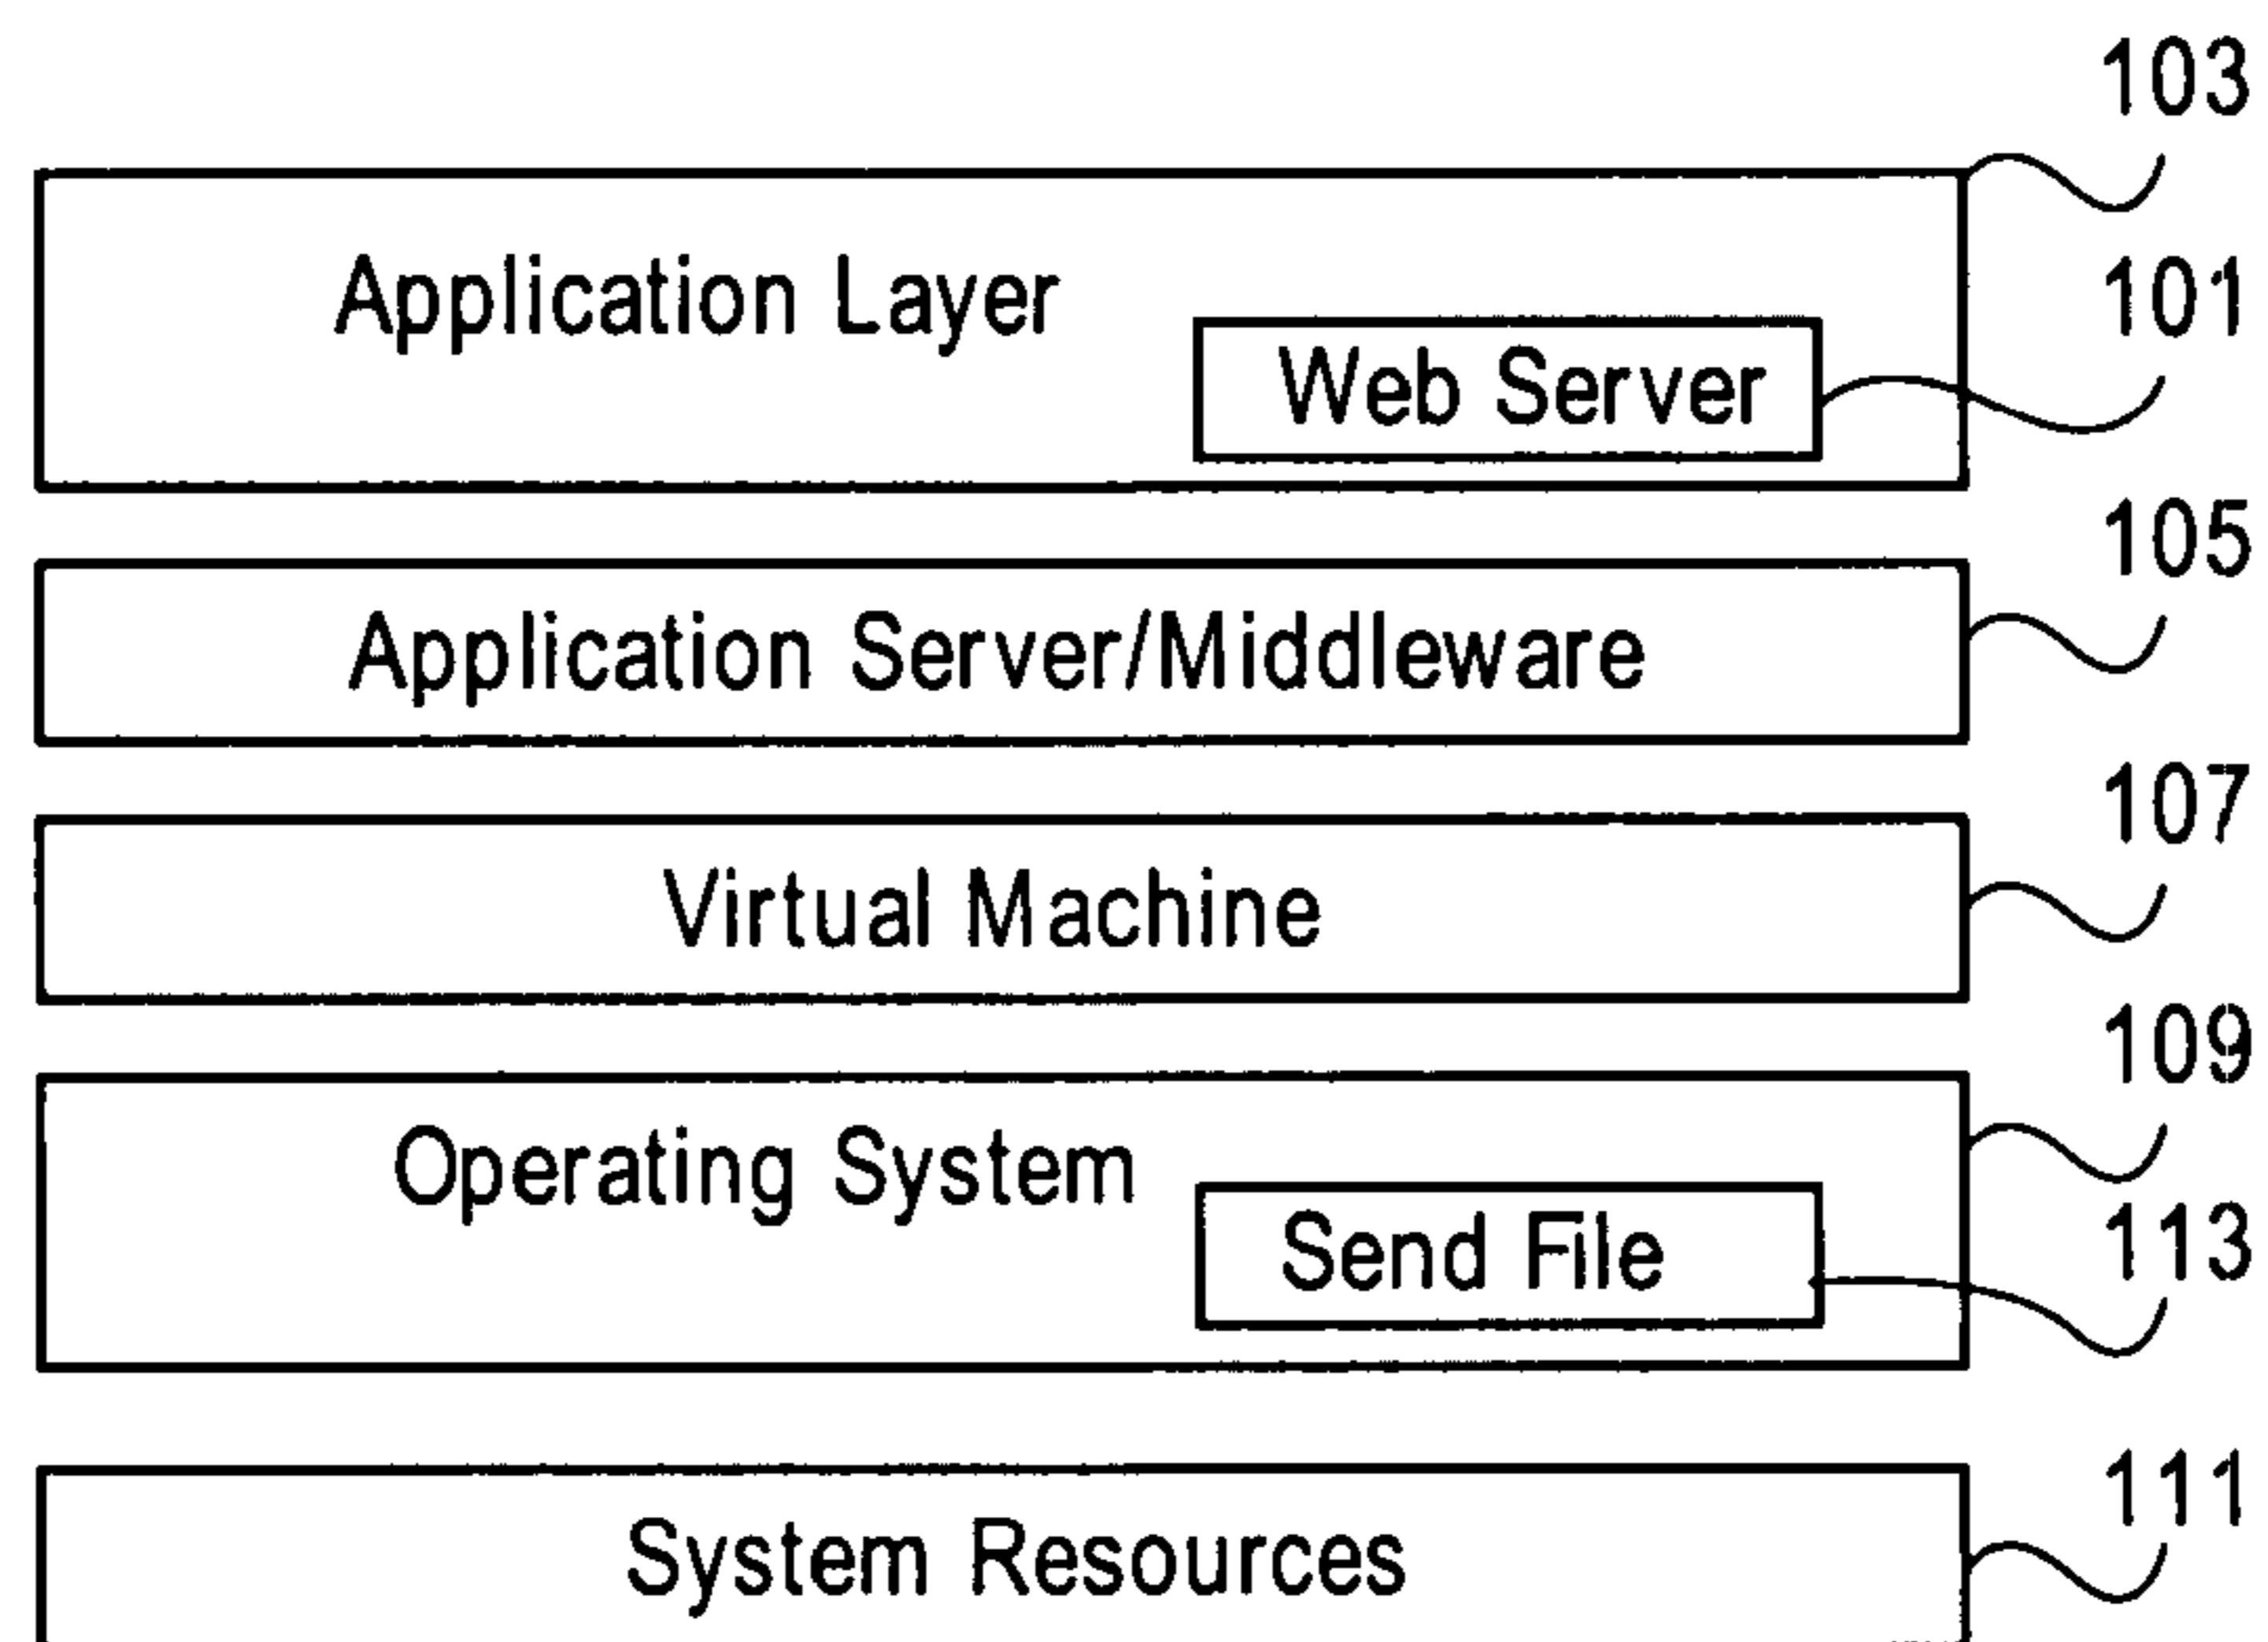 103
Application Layer
101
Web Server
105
Application Server/Middleware
107
Virtual Machine
109
Operating System
113
Send File
111
System Resources